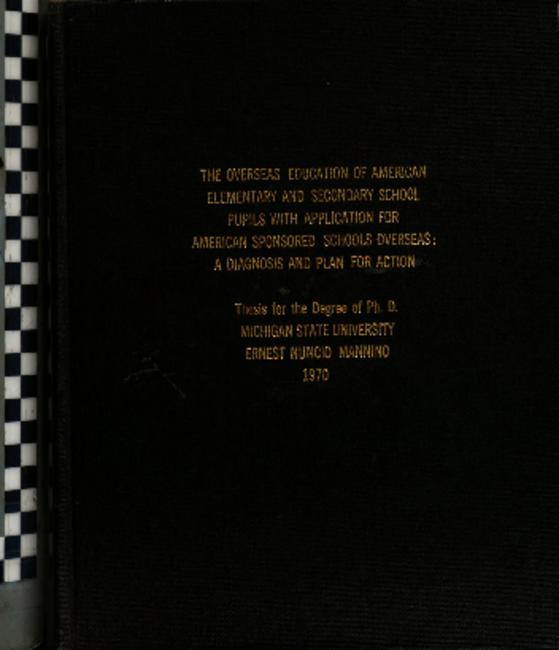 THE OVERSEAS EDUCATION OF AMERICAN
ELEMENTARY AND SECONDARY SCHOOL
PUPILS WITH APPLICATION FOR
AMERICAN SPONSORED SCHOOLS OVERSEAS:
A DIAGNOSIS AND PLAN FOR ACTION
Thesis for the Degree of Ph. D.
MICHIGAN STATE UNIVERSITY
ERNEST NUNCIO MANNINO
1970